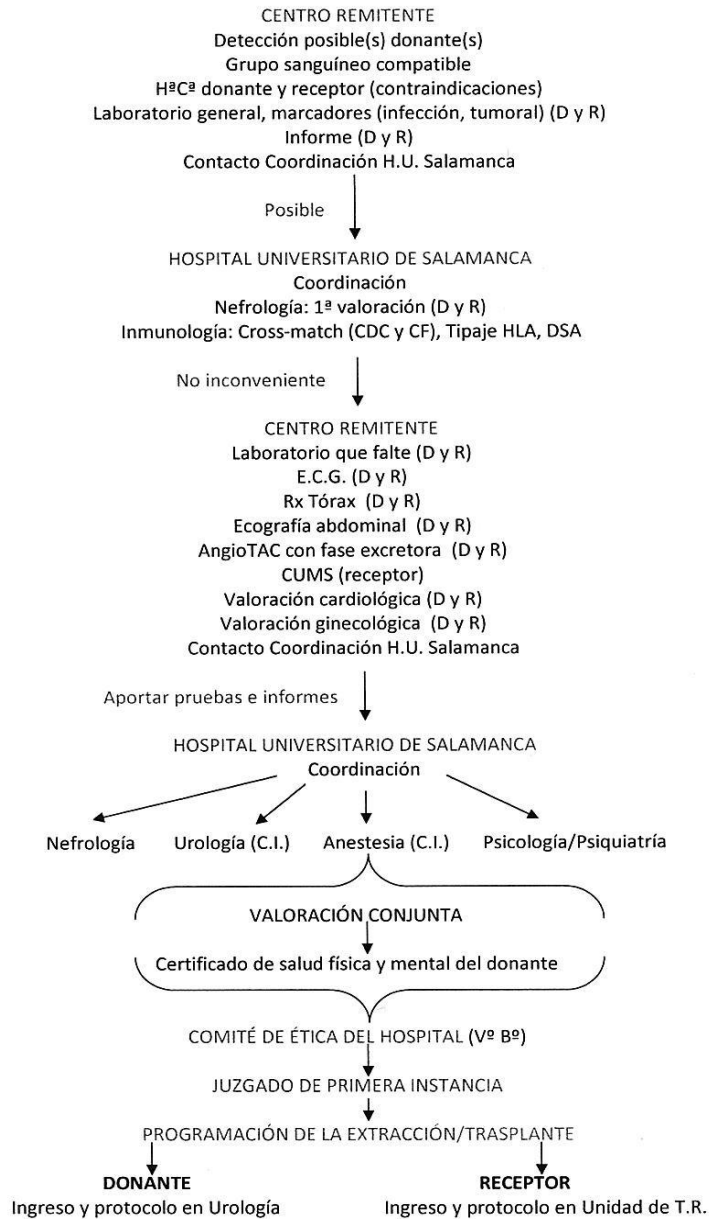 CENTRO REMITENTE
Detección posible(s) donante(s)
Grupo sanguíneo compatible
HªCª donante y receptor (contraindicaciones)
Laboratorio general, marcadores (infección, tumoral) (D y R)
Informe (D y R)
Contacto Coordinación H.U. Salamanca
Posible
HOSPITAL UNIVERSITARIO DE SALAMANCA
Coordinación
Nefrología: 1ª valoración (D y R)
Inmunología: Cross-match (CDC y CF), Tipaje HLA, DSA
No inconveniente
CENTRO REMITENTE
Laboratorio que falte (D y R)
E.C.G. (D y R)
Rx Tórax (D y R)
Ecografía abdominal (D y R)
AngioTAC con fase excretora (D y R)
CUMS (receptor)
Valoración cardiológica (D y R)
Valoración ginecológica (D y R)
Contacto Coordinación H.U. Salamanca
Aportar pruebas e informes
HOSPITAL UNIVERSITARIO DE SALAMANCA
Coordinación
Nefrología Urología (C.I.) Anestesia (C.I.) Psicología/Psiquiatría
VALORACIÓN CONJUNTA
Certificado de salud física y mental del donante
COMITÉ DE ÉTICA DEL HOSPITAL (Vº Bº)
JUZGADO DE PRIMERA INSTANCIA
PROGRAMACIÓN DE LA EXTRACCIÓN/TRASPLANTE
DONANTE RECEPTOR
Ingreso y protocolo en Urología Ingreso y protocolo en Unidad de T.R.